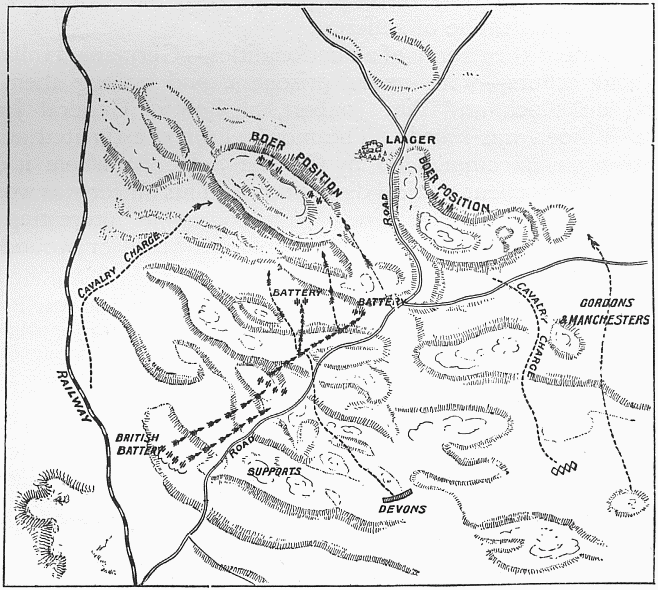 BOER POSITION
LAAGER
BOER POSITION
ROAD
CAVALRY CHARGE
BATTERY
BATTERY
CAVALRY CHARGE
GORDONS
& MANCHESTERS
RAILWAY
BRITISH
BATTERY
ROAD
SUPPORTS
DEVONS